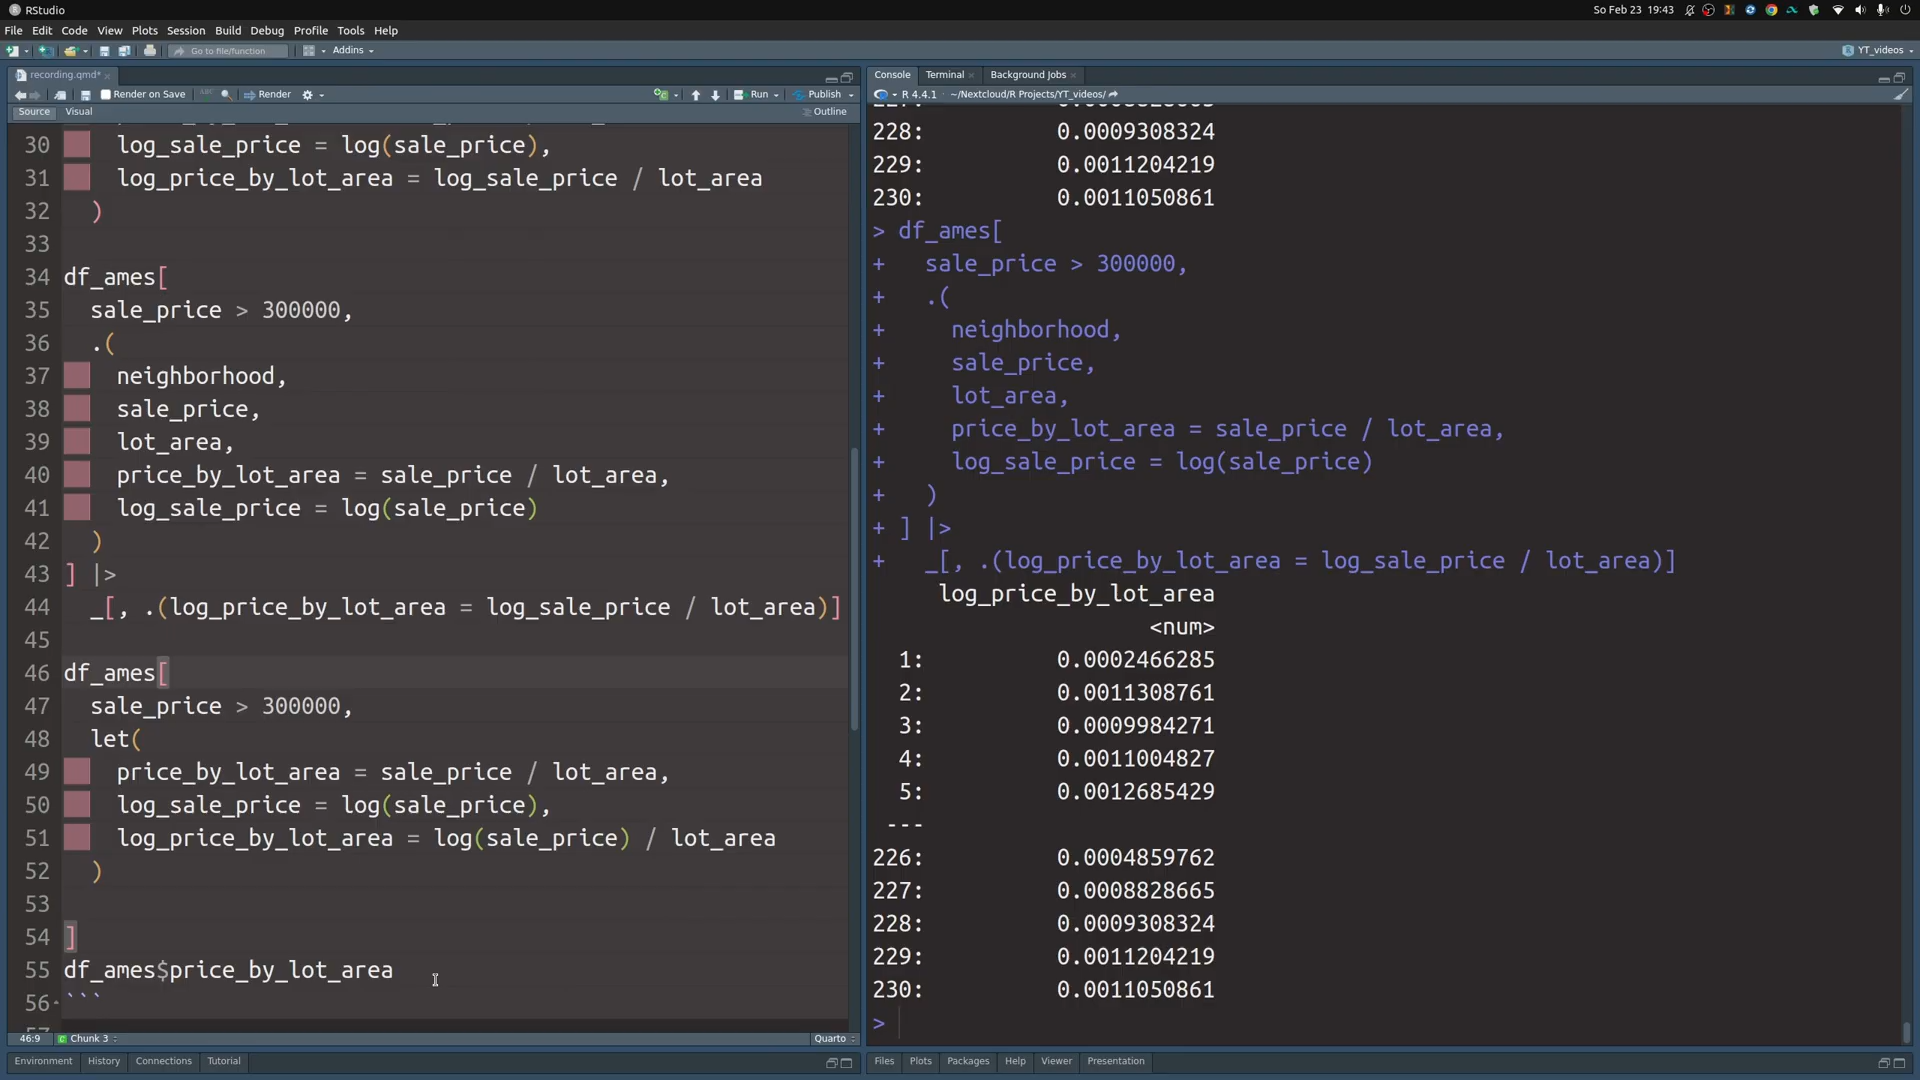 RStudio
So Feb 23 19:43
File Edit Code View Plots Session Build Debug Profile Tools Help
Go to file/function
Addins
YT_videos
recording.qmd*
Render on Save
Render
Run
Publish
Source Visual
Outline
30 log_sale_price = log(sale_price),
31 log_price_by_lot_area = log_sale_price / lot_area
32 )
33
34 df_ames[
35 sale_price > 300000,
36 .(
37 neighborhood,
38 sale_price,
39 lot_area,
40 price_by_lot_area = sale_price / lot_area,
41 log_sale_price = log(sale_price)
42 )
43 ] |>
44 _[, .(log_price_by_lot_area = log_sale_price / lot_area)]
45
46 df_ames[
47 sale_price > 300000,
48 let(
49 price_by_lot_area = sale_price / lot_area,
50 log_sale_price = log(sale_price),
51 log_price_by_lot_area = log(sale_price) / lot_area
52 )
53
54 ]
55 df_ames$price_by_lot_area
56 ```
46:9 Chunk 3
Quarto
Environment History Connections Tutorial
Console Terminal Background Jobs
R 4.4.1 · ~/Nextcloud/R Projects/YT_videos/
228: 0.0009308324
229: 0.0011204219
230: 0.0011050861
> df_ames[
+ sale_price > 300000,
+ .(
+ neighborhood,
+ sale_price,
+ lot_area,
+ price_by_lot_area = sale_price / lot_area,
+ log_sale_price = log(sale_price)
+ )
+ ] |>
+ _[, .(log_price_by_lot_area = log_sale_price / lot_area)]
log_price_by_lot_area
<num>
1: 0.0002466285
2: 0.0011308761
3: 0.0009984271
4: 0.0011004827
5: 0.0012685429
---
226: 0.0004859762
227: 0.0008828665
228: 0.0009308324
229: 0.0011204219
230: 0.0011050861
>
Files Plots Packages Help Viewer Presentation